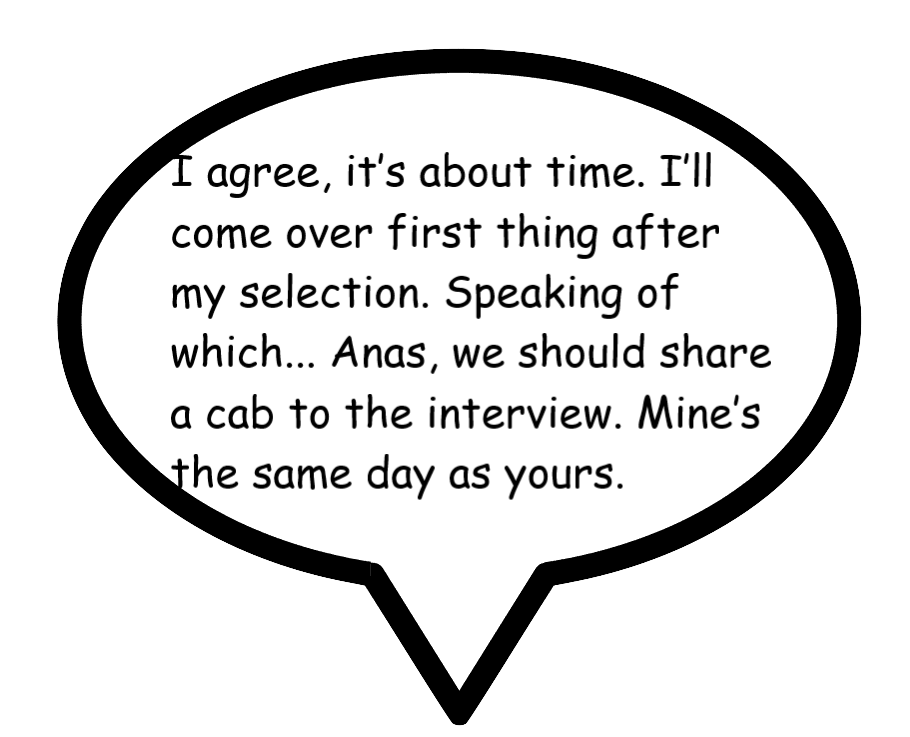 I agree, it's about time. I'll
come over first thing after
my selection. Speaking of
which... Anas, we should share
a cab to the interview. Mine's
the same day as yours.